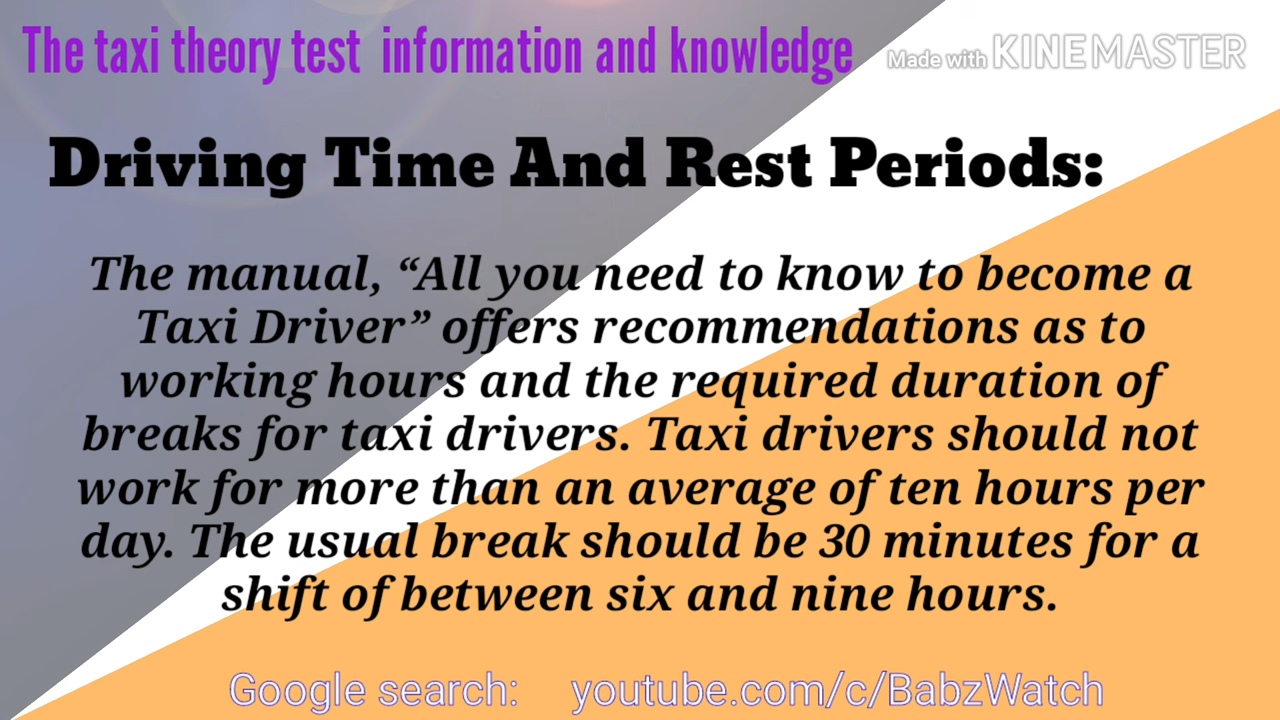 The taxi theory test information and knowledge
Made with KINEMASTER
Driving Time And Rest Periods:
The manual, “All you need to know to become a
Taxi Driver” offers recommendations as to
working hours and the required duration of
breaks for taxi drivers. Taxi drivers should not
work for more than an average of ten hours per
day. The usual break should be 30 minutes for a
shift of between six and nine hours.
Google search: youtube.com/c/BabzWatch